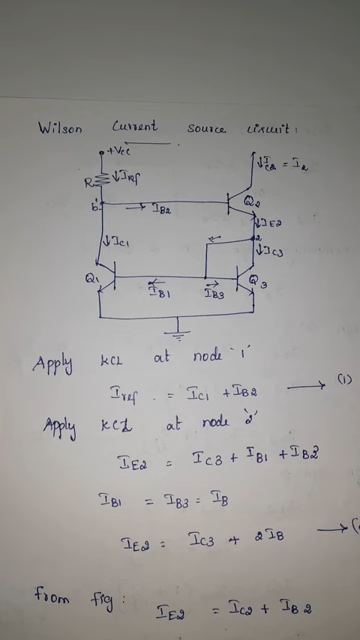 Wilson Current source circuit:
+Vcc
↓IC2 = I2
R ↓Iref
b'
IB2
Q2
↓IE2
2
↓IC1
↓IC3
Q1
IB1
IB3
Q3
Apply KCL at node '1'
Iref = IC1 + IB2 → (1)
Apply KCL at node '2'
IE2 = IC3 + IB1 + IB2
IB1 = IB3 = IB
IE2 = IC3 + 2IB →
from fig:
IE2 = IC2 + IB2